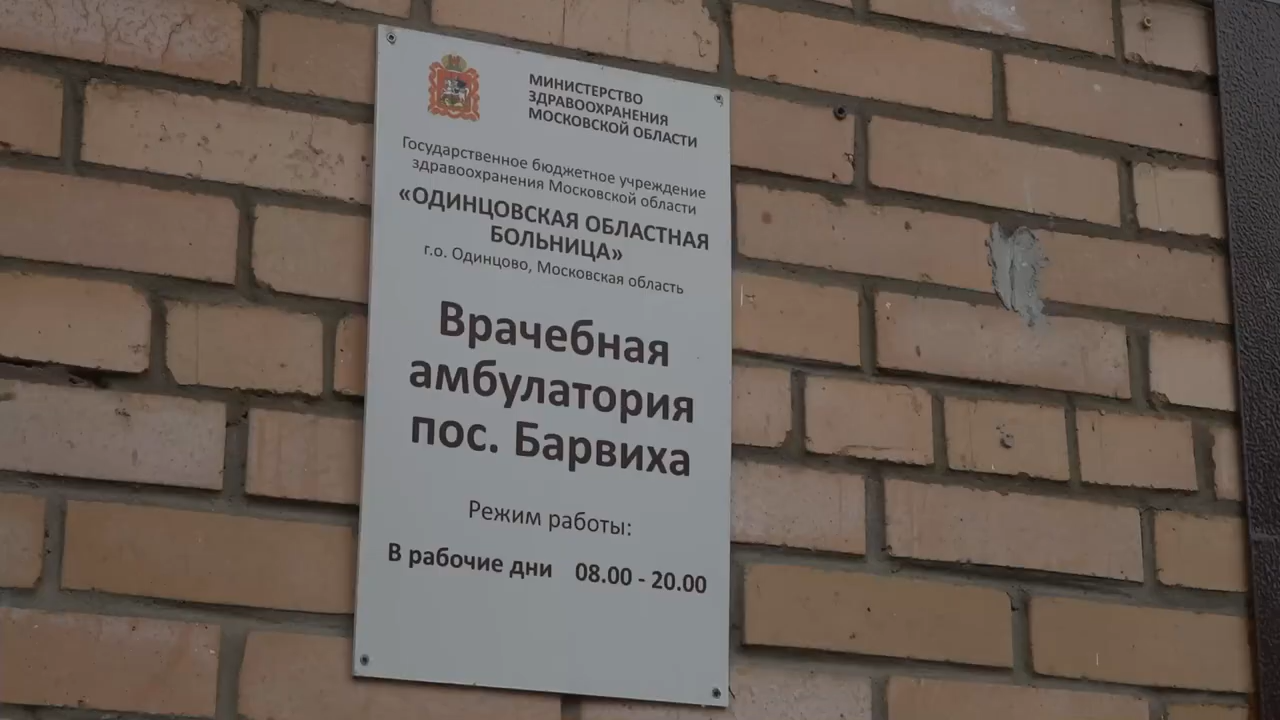 МИНИСТЕРСТВО
ЗДРАВООХРАНЕНИЯ
МОСКОВСКОЙ ОБЛАСТИ
Государственное бюджетное учреждение
здравоохранения Московской области
«ОДИНЦОВСКАЯ ОБЛАСТНАЯ
БОЛЬНИЦА»
г.о. Одинцово, Московская область
Врачебная
амбулатория
пос. Барвиха
Режим работы:
В рабочие дни 08.00 - 20.00